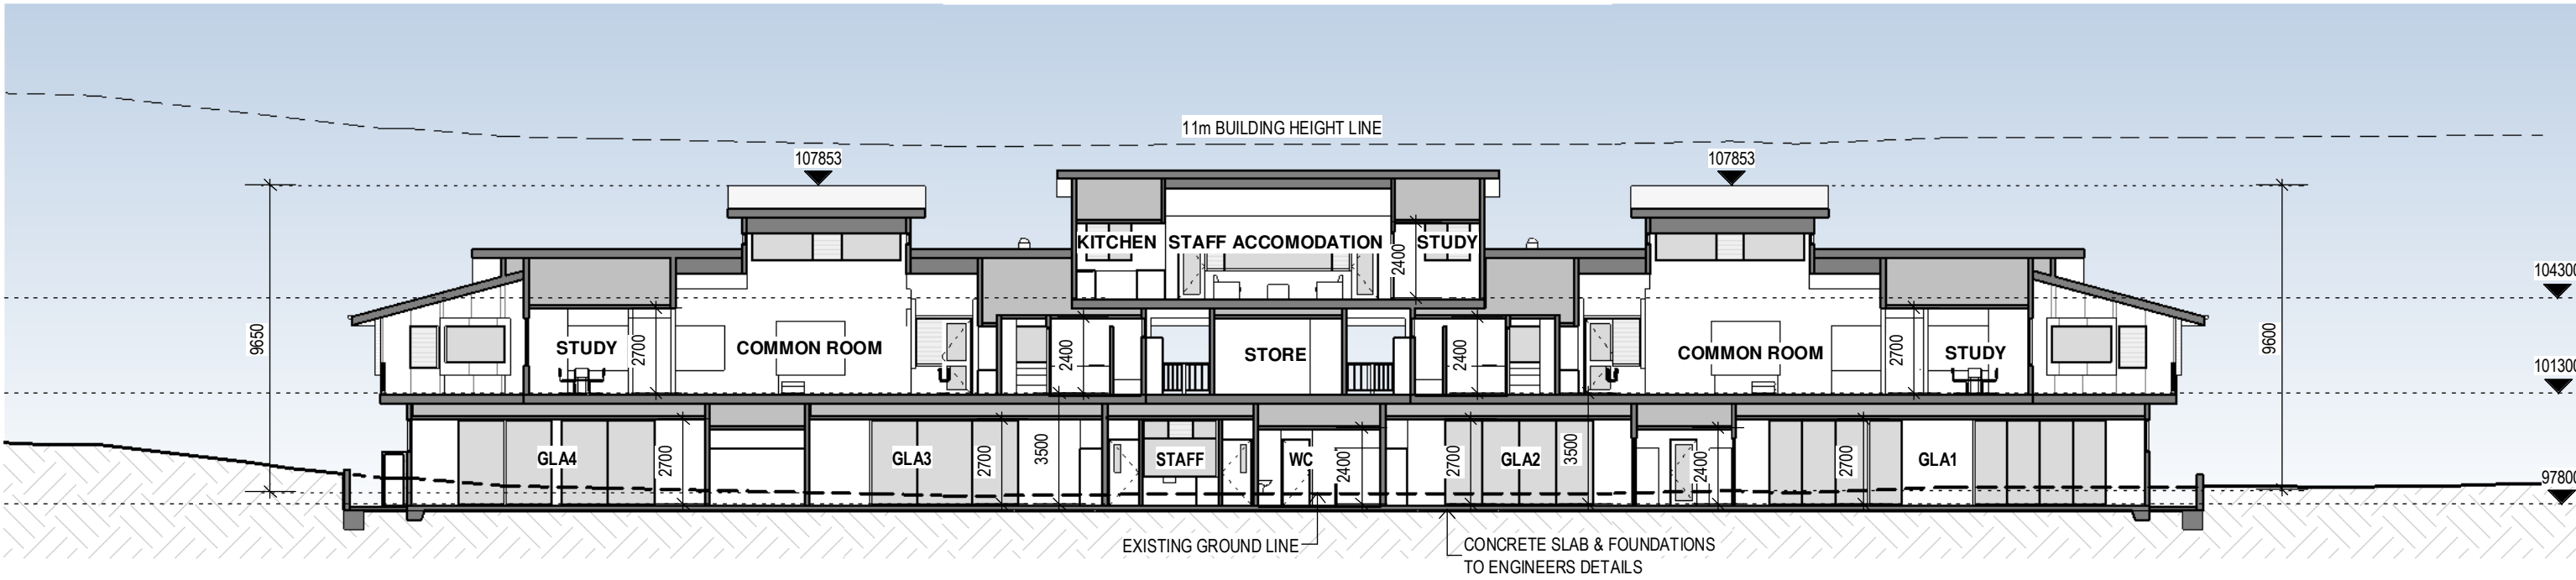 11m BUILDING HEIGHT LINE
107853
107853
KITCHEN STAFF ACCOMODATION STUDY
2400
104300
9650
9600
STUDY 2700 COMMON ROOM 2400 STORE 2400 COMMON ROOM 2700 STUDY
101300
GLA4 2700 GLA3 2700 3500 STAFF WC 2400 2700 GLA2 3500 2400 2700 GLA1
97800
EXISTING GROUND LINE
CONCRETE SLAB & FOUNDATIONS
TO ENGINEERS DETAILS